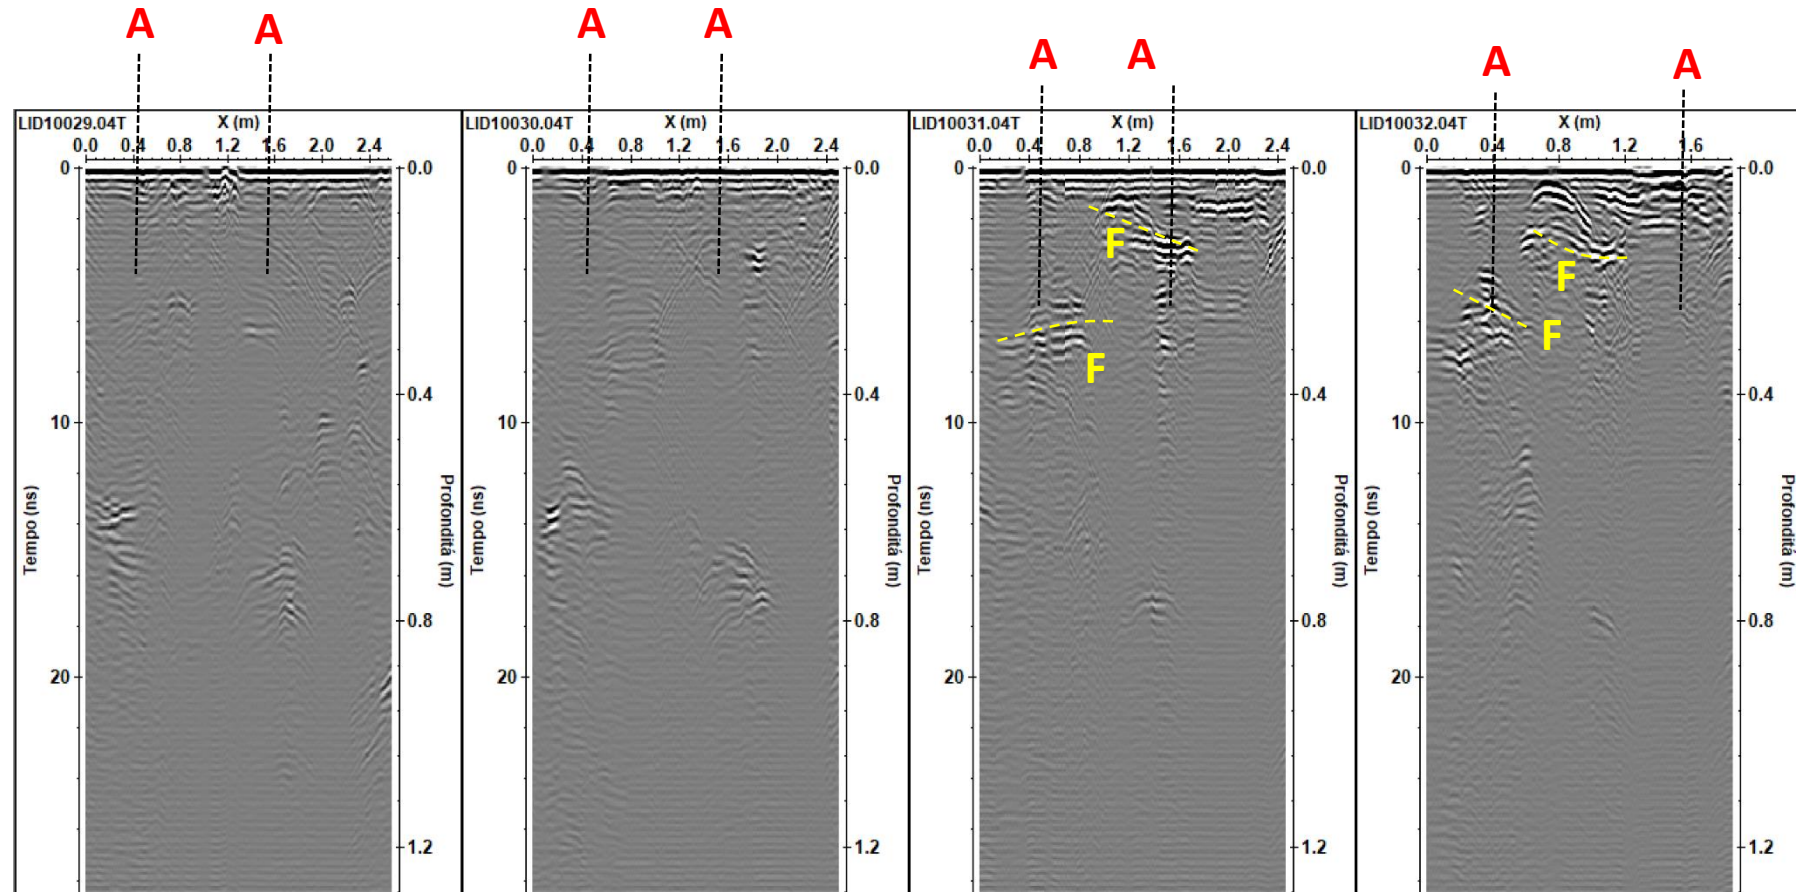 A A A A A A A A
LID10029.04T X (m) LID10030.04T X (m) LID10031.04T X (m) LID10032.04T X (m)
0.0 0.4 0.8 1.2 1.6 2.0 2.4 0.0 0.4 0.8 1.2 1.6 2.0 2.4 0.0 0.4 0.8 1.2 1.6 2.0 2.4 0.0 0.4 0.8 1.2 1.6
0 0.0 0 0.0 0 0.0 0 0.0
F F
F
F
0.4 0.4 0.4 0.4
10 10 10 10
Tempo (ns) Profonditá (m) Tempo (ns) Profonditá (m) Tempo (ns) Profonditá (m) Tempo (ns) Profonditá (m)
0.8 0.8 0.8 0.8
20 20 20 20
1.2 1.2 1.2 1.2